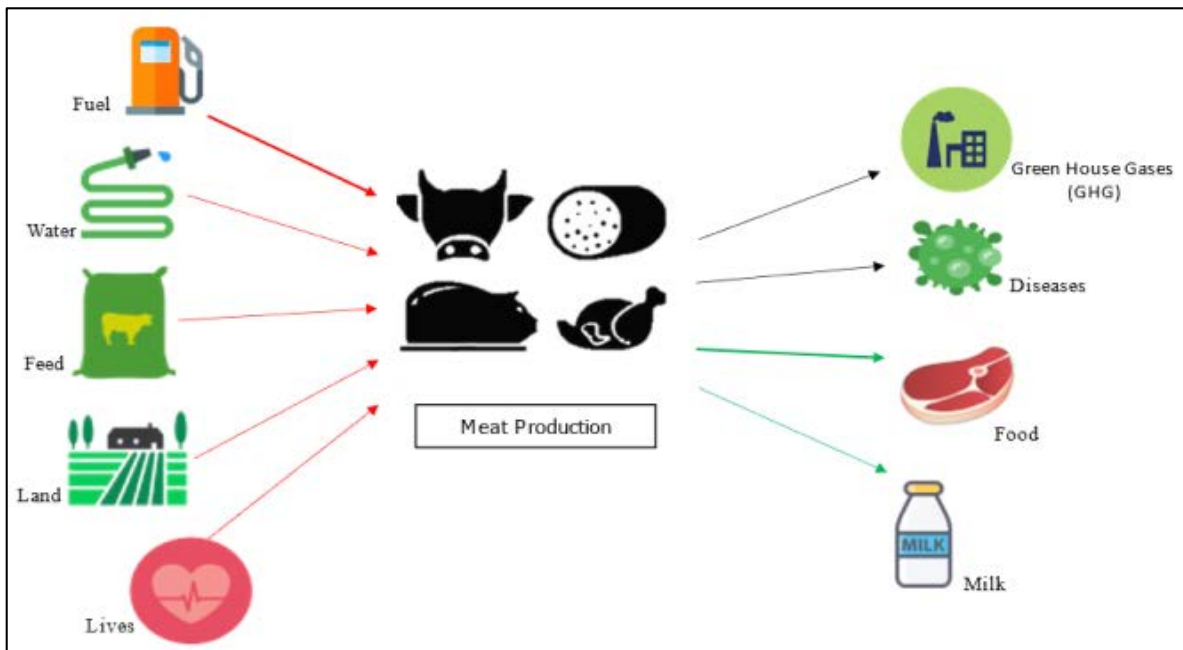 Fuel
Water
Feed
Land
Lives
Meat Production
Green House Gases
(GHG)
Diseases
Food
MILK
Milk